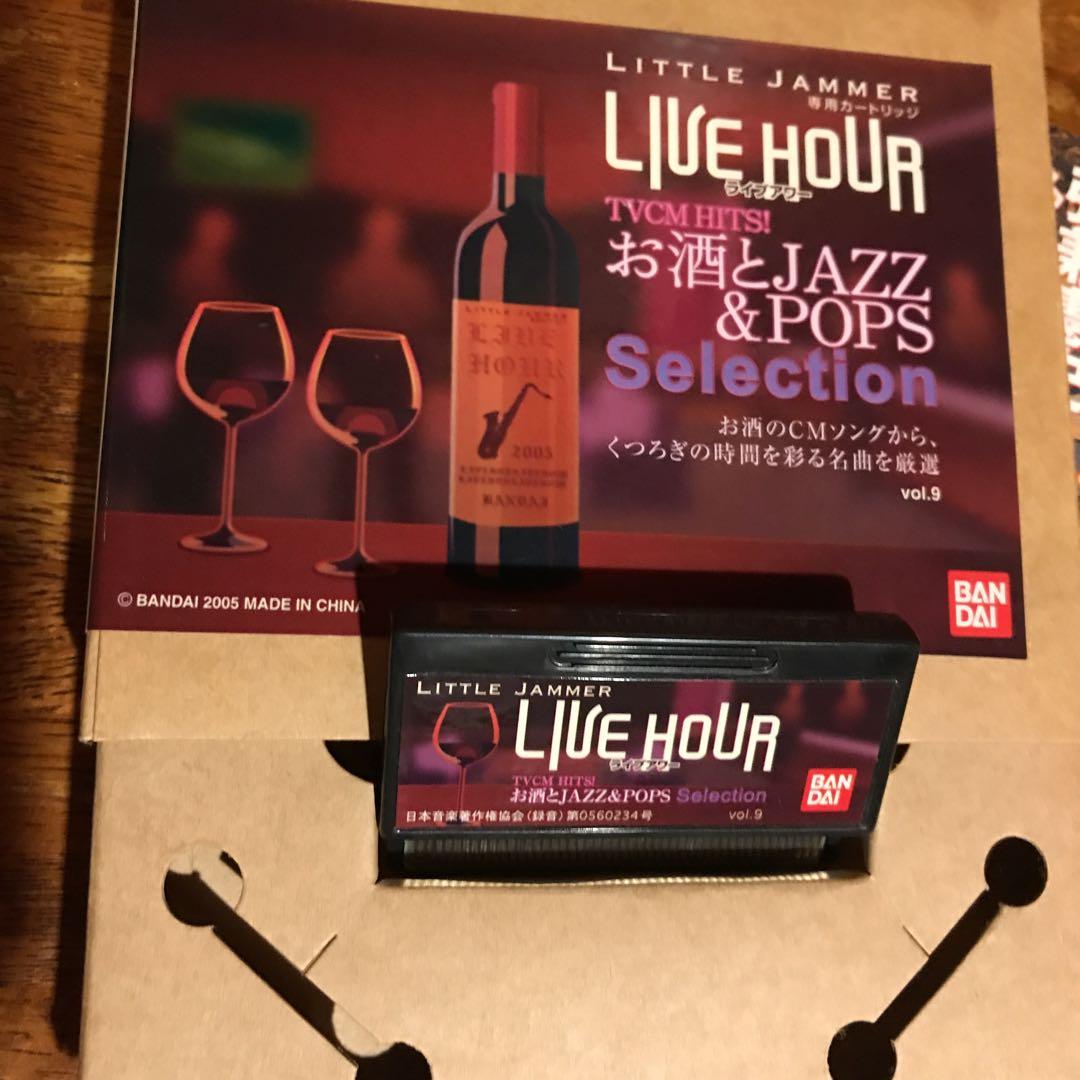 LITTLE JAMMER
専用カートリッジ
LIVE HOUR
ライブアワー
TVCM HITS!
お酒とJAZZ
&POPS
Selection
お酒のCMソングから、
くつろぎの時間を彩る名曲を厳選
vol.9
LITTLE JAMMER
LIVE
HOUR
2005
BANDAI
© BANDAI 2005 MADE IN CHINA
BAN
DAI
LITTLE JAMMER
LIVE HOUR
ライブアワー
TVCM HITS!
お酒とJAZZ&POPS Selection
日本音楽著作権協会(録音)第0560234号
vol.9
BAN
DAI